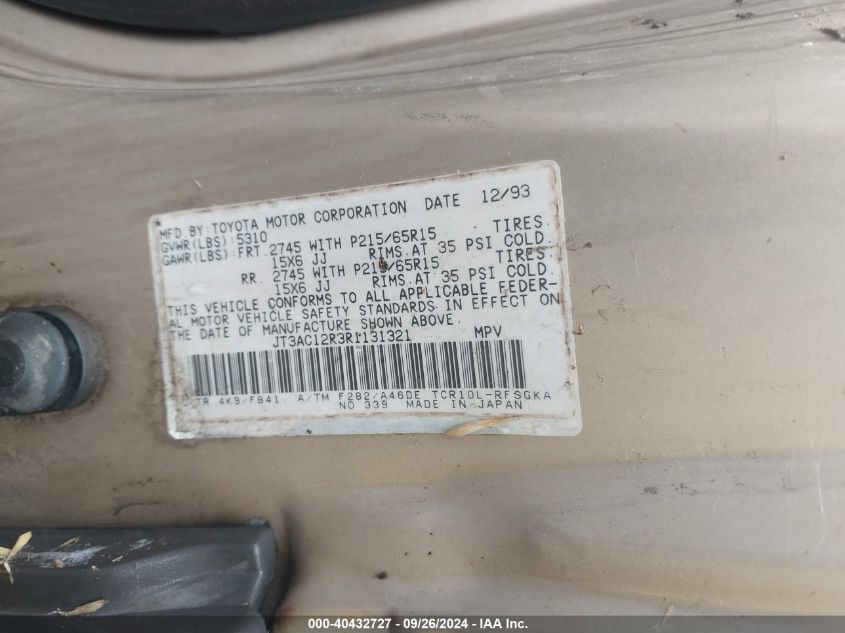 MFD.BY:TOYOTA MOTOR CORPORATION DATE 12/93
GVWR(LBS):5310
GAWR(LBS):FRT.2745 WITH P215/65R15 TIRES.
15X6 JJ RIMS.AT 35 PSI COLD.
RR 2745 WITH P215/65R15 TIRES.
15X6 JJ RIMS.AT 35 PSI COLD.
THIS VEHICLE CONFORMS TO ALL APPLICABLE FEDER-
AL MOTOR VEHICLE SAFETY STANDARDS IN EFFECT ON
THE DATE OF MANUFACTURE SHOWN ABOVE.
JT3AC12R3R1131321 MPV
C/TR 4K9/FB41. A/TM F282/A46DE TCR10L-RFSGKA
NO 339 MADE IN JAPAN
000-40432727 - 09/26/2024 - IAA Inc.